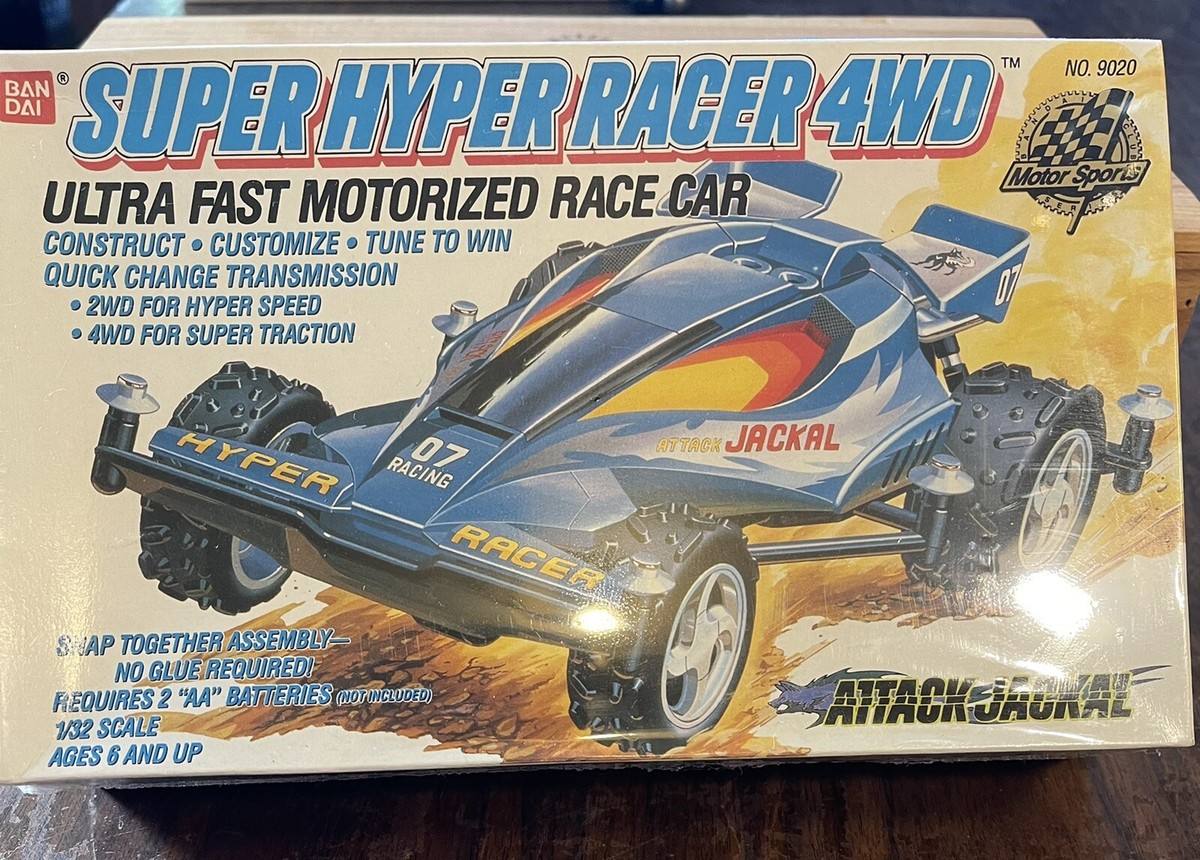 BAN
DAI
®
SUPER HYPER RACER 4WD™
NO. 9020
Motor Sports
ULTRA FAST MOTORIZED RACE CAR
CONSTRUCT • CUSTOMIZE • TUNE TO WIN
QUICK CHANGE TRANSMISSION
• 2WD FOR HYPER SPEED
• 4WD FOR SUPER TRACTION
07
ATTACK JACKAL
07
RACING
HYPER
RACER
SNAP TOGETHER ASSEMBLY—
NO GLUE REQUIRED!
REQUIRES 2 "AA" BATTERIES (NOT INCLUDED)
1/32 SCALE
AGES 6 AND UP
ATTACK JACKAL